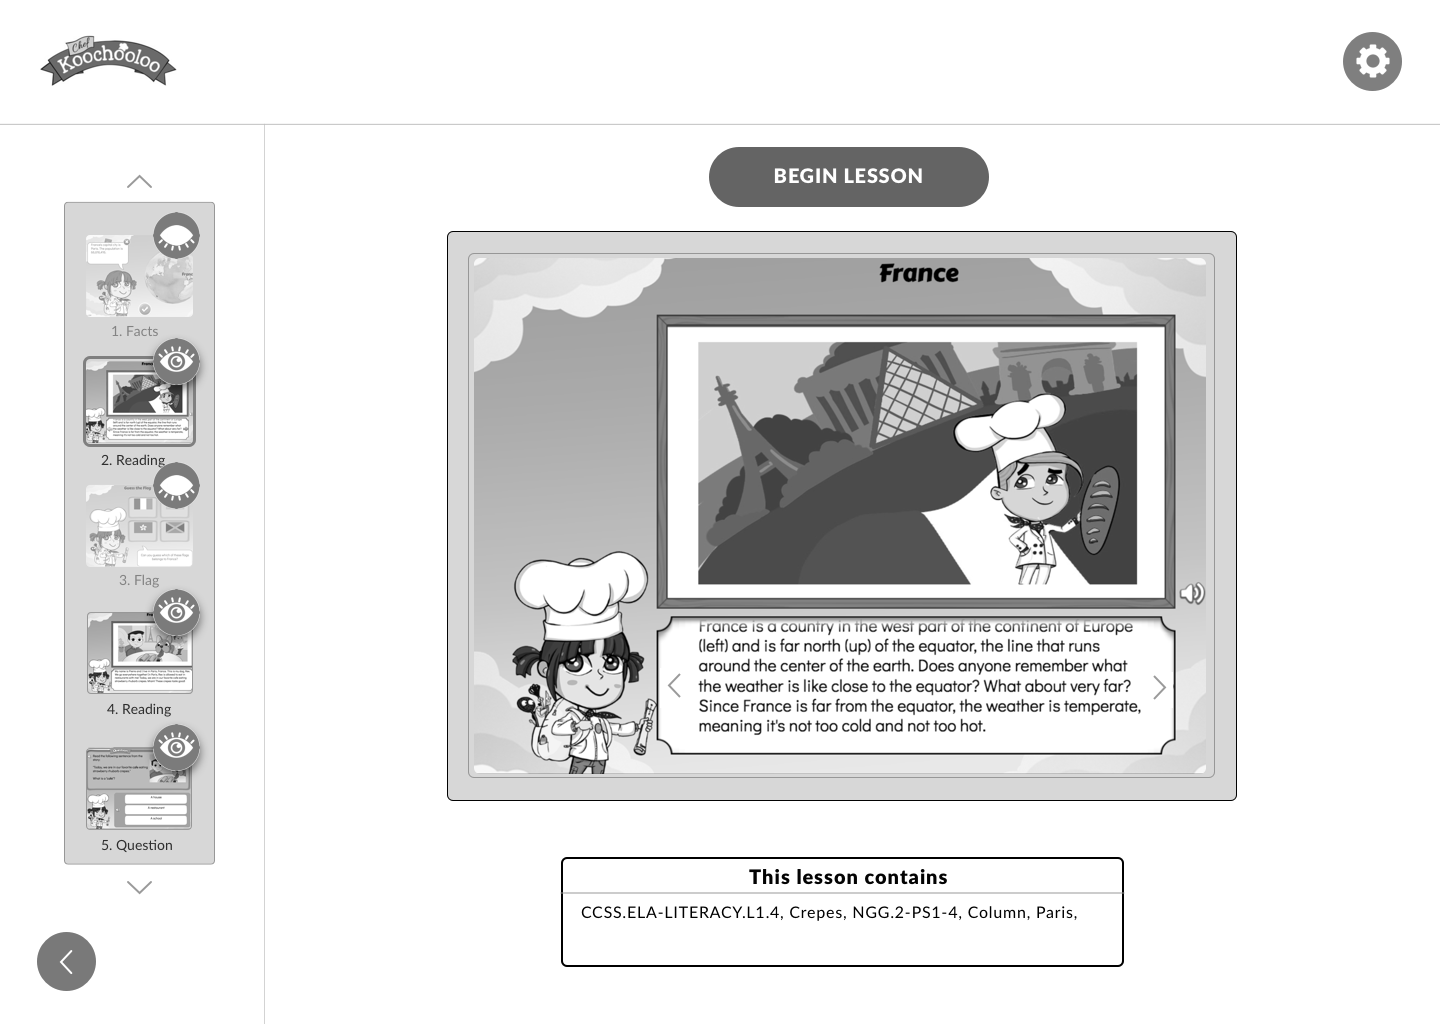 Chef
Koochooloo
BEGIN LESSON
1. Facts
2. Reading
Guess the Flag
3. Flag
4. Reading
5. Question
France
France is a country in the west part of the continent of Europe
(left) and is far north (up) of the equator, the line that runs
around the center of the earth. Does anyone remember what
the weather is like close to the equator? What about very far?
Since France is far from the equator, the weather is temperate,
meaning it's not too cold and not too hot.
This lesson contains
CCSS.ELA-LITERACY.L1.4, Crepes, NGG.2-PS1-4, Column, Paris,